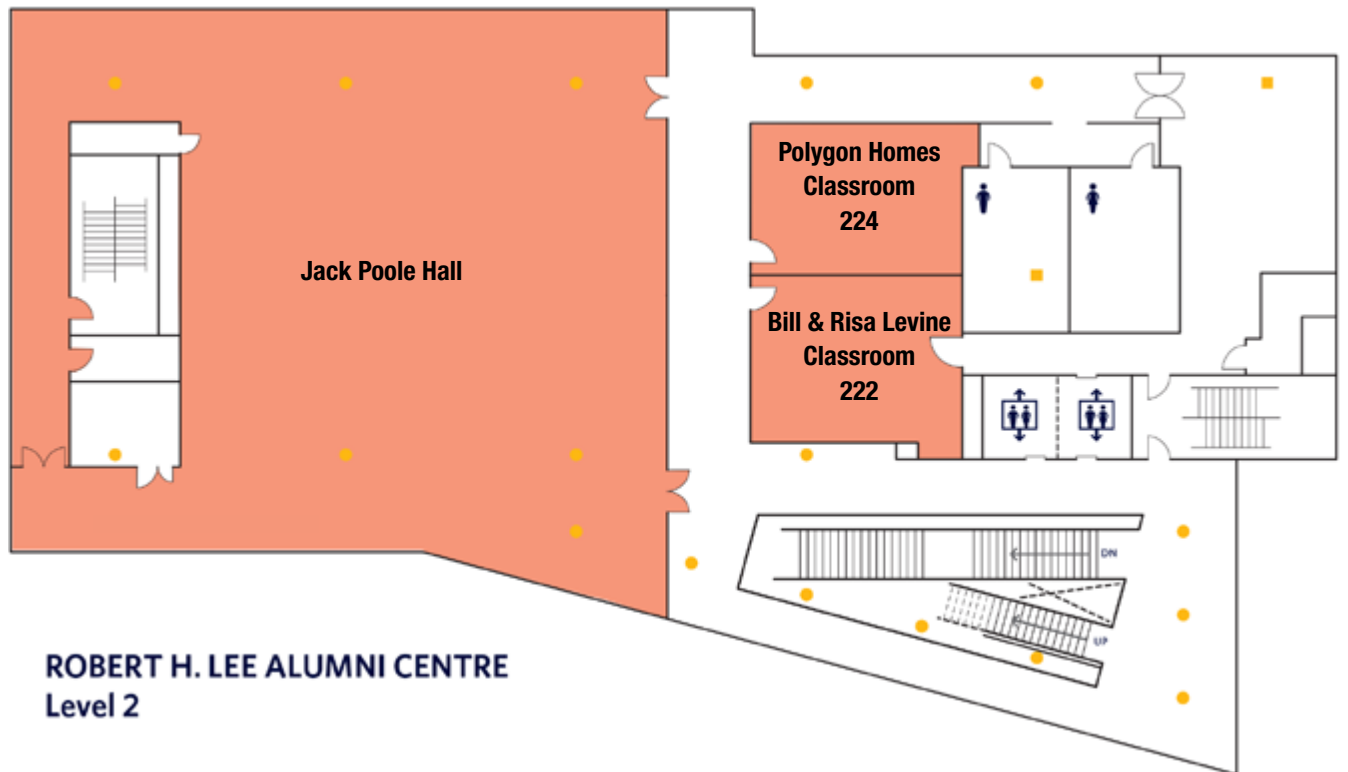 Polygon Homes
Classroom
224
Jack Poole Hall
Bill & Risa Levine
Classroom
222
DN
UP
ROBERT H. LEE ALUMNI CENTRE
Level 2